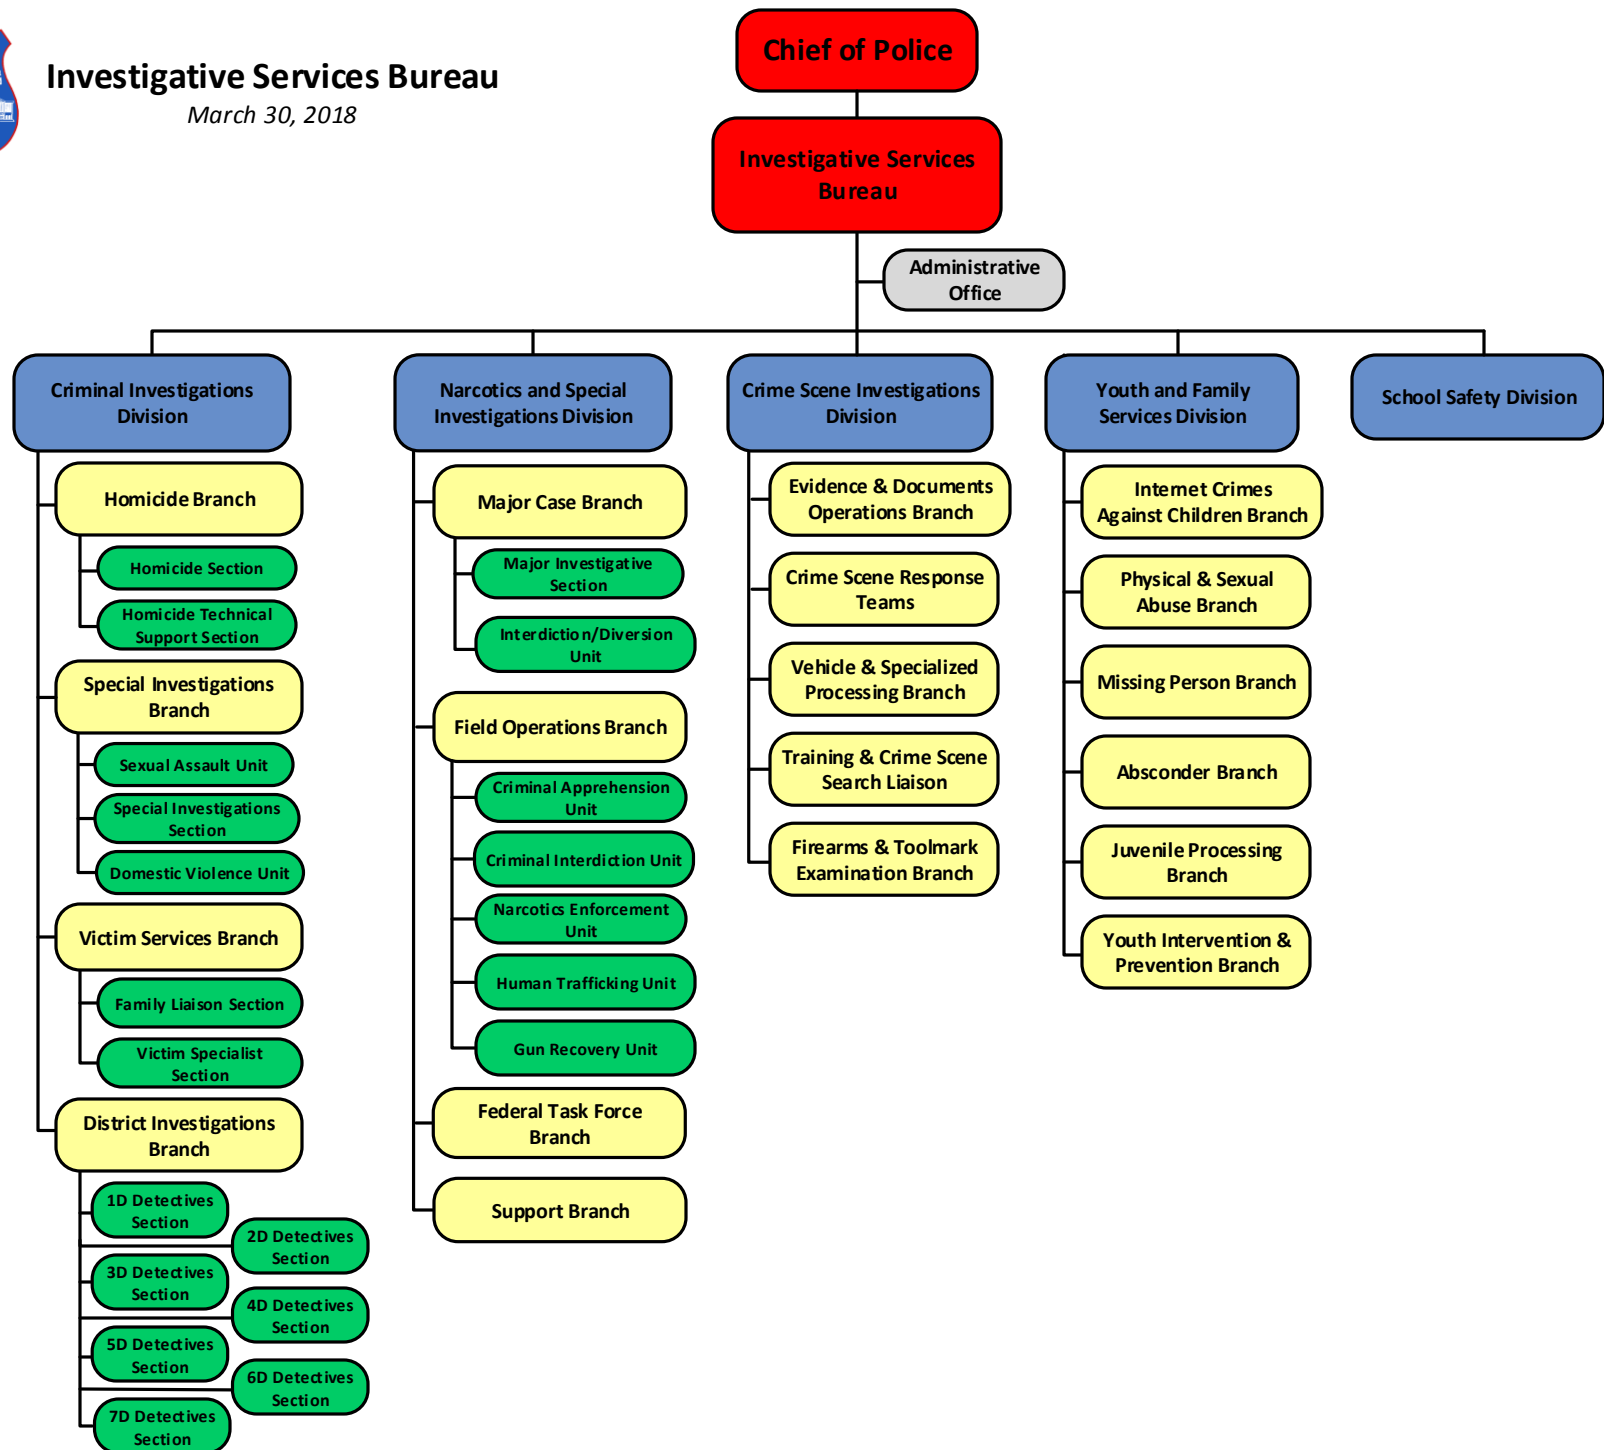 Investigative Services Bureau
March 30, 2018
Chief of Police
Investigative Services
Bureau
Administrative
Office
Criminal Investigations
Division
Homicide Branch
Homicide Section
Homicide Technical
Support Section
Special Investigations
Branch
Sexual Assault Unit
Special Investigations
Section
Domestic Violence Unit
Victim Services Branch
Family Liaison Section
Victim Specialist
Section
District Investigations
Branch
1D Detectives
Section
2D Detectives
Section
3D Detectives
Section
4D Detectives
Section
5D Detectives
Section
6D Detectives
Section
7D Detectives
Section
Narcotics and Special
Investigations Division
Major Case Branch
Major Investigative
Section
Interdiction/Diversion
Unit
Field Operations Branch
Criminal Apprehension
Unit
Criminal Interdiction Unit
Narcotics Enforcement
Unit
Human Trafficking Unit
Gun Recovery Unit
Federal Task Force
Branch
Support Branch
Crime Scene Investigations
Division
Evidence & Documents
Operations Branch
Crime Scene Response
Teams
Vehicle & Specialized
Processing Branch
Training & Crime Scene
Search Liaison
Firearms & Toolmark
Examination Branch
Youth and Family
Services Division
Internet Crimes
Against Children Branch
Physical & Sexual
Abuse Branch
Missing Person Branch
Absconder Branch
Juvenile Processing
Branch
Youth Intervention &
Prevention Branch
School Safety Division